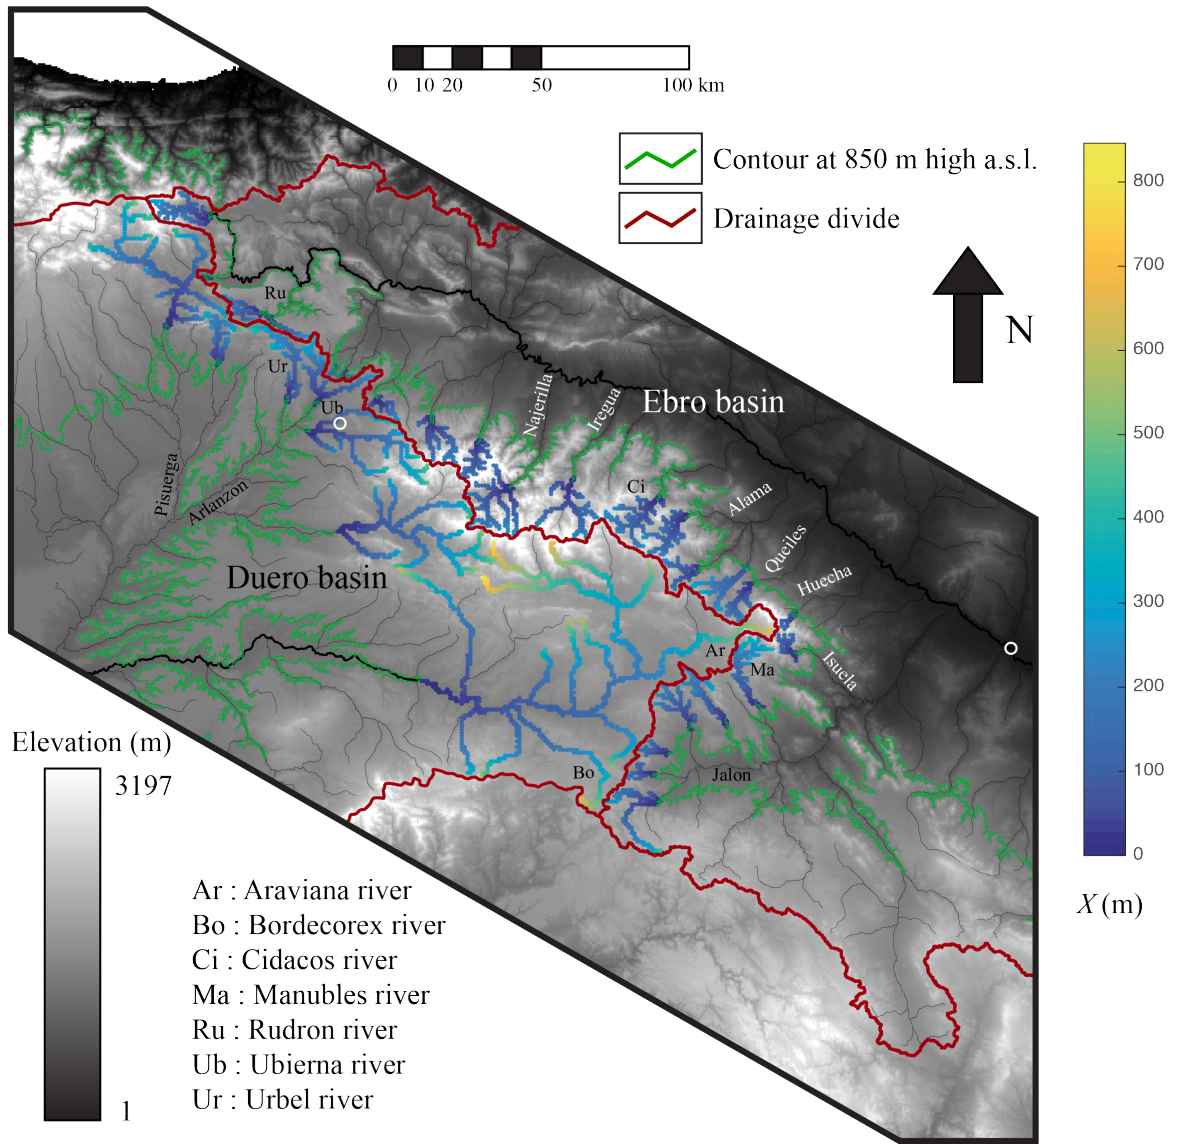 0 10 20 50 100 km
Contour at 850 m high a.s.l.
Drainage divide
N
800
700
600
500
400
300
200
100
0
X (m)
Ru
Ur
Ub
Najerilla
Iregua
Ebro basin
Pisuerga
Arlanzon
Ci
Alama
Queiles
Huecha
Duero basin
Ar
Ma
Isuela
Bo
Jalon
Elevation (m)
3197
1
Ar : Araviana river
Bo : Bordecorex river
Ci : Cidacos river
Ma : Manubles river
Ru : Rudron river
Ub : Ubierna river
Ur : Urbel river